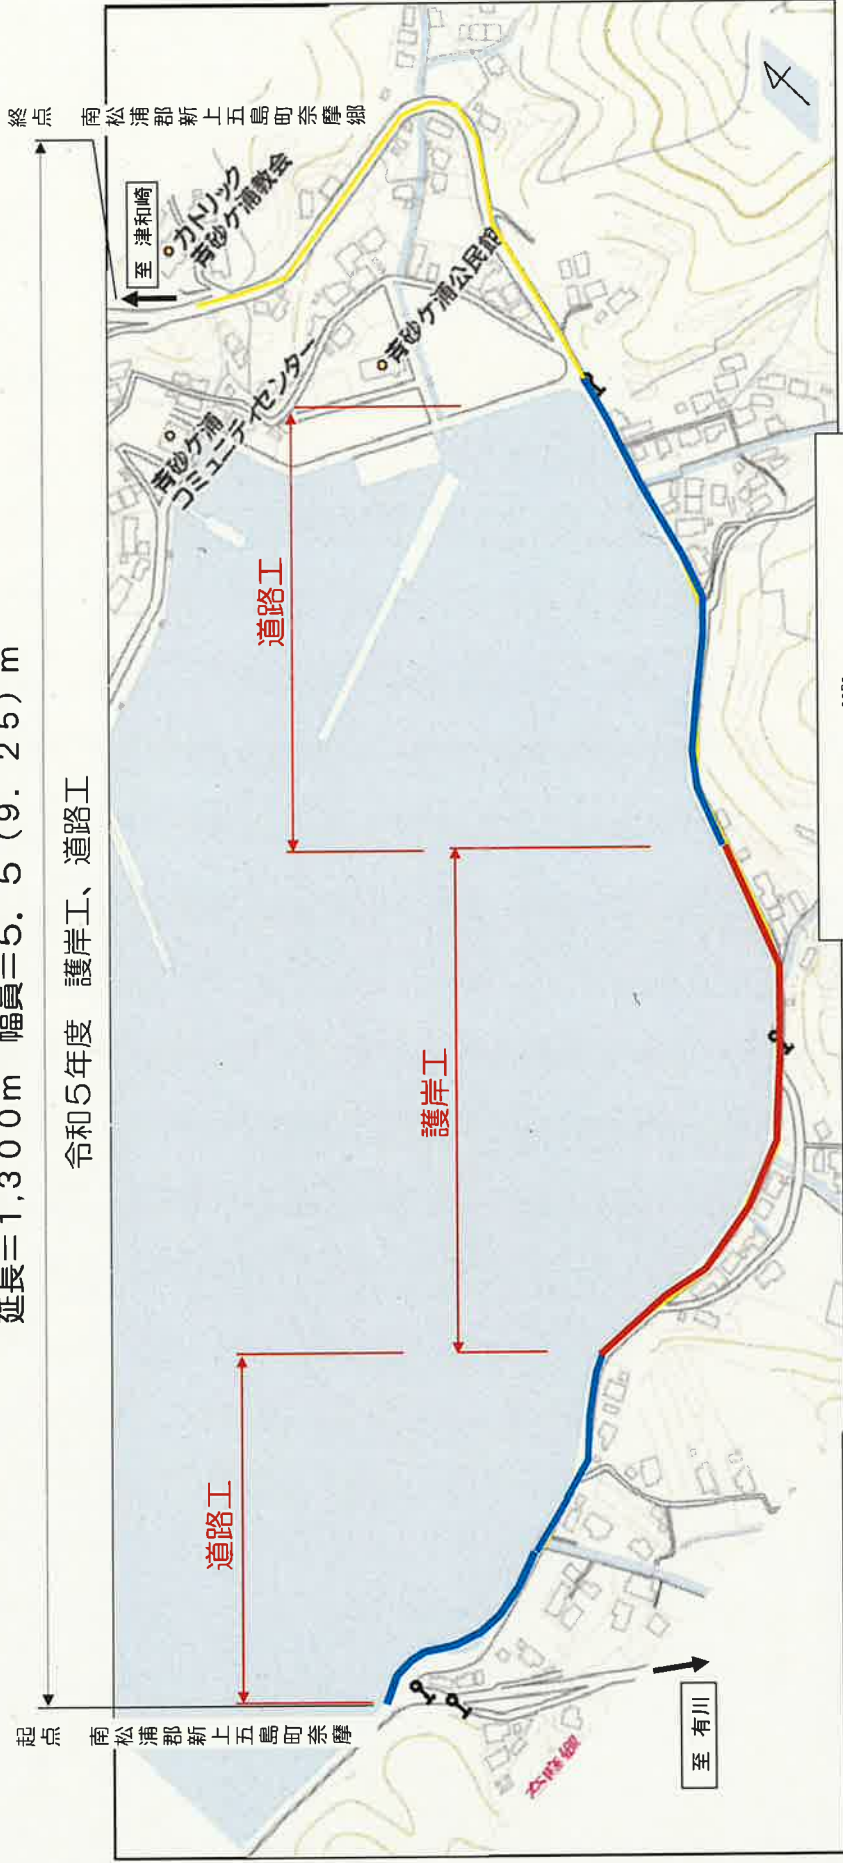 延長＝1,300m 幅員＝5.5（9.25）m
令和5年度　護岸工、道路工
起点
南松浦郡新上五島町奈摩
終点
南松浦郡新上五島町奈摩郷
至 津和崎
カトリック
青砂ケ浦教会
青砂ケ浦
コミュニティセンター
青砂ケ浦公民館
道路工
護岸工
道路工
至 有川
奈摩郷
4